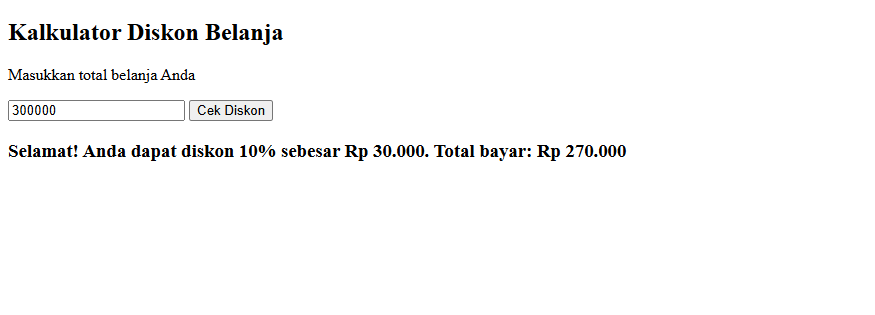 Kalkulator Diskon Belanja
Masukkan total belanja Anda
300000 Cek Diskon
Selamat! Anda dapat diskon 10% sebesar Rp 30.000. Total bayar: Rp 270.000